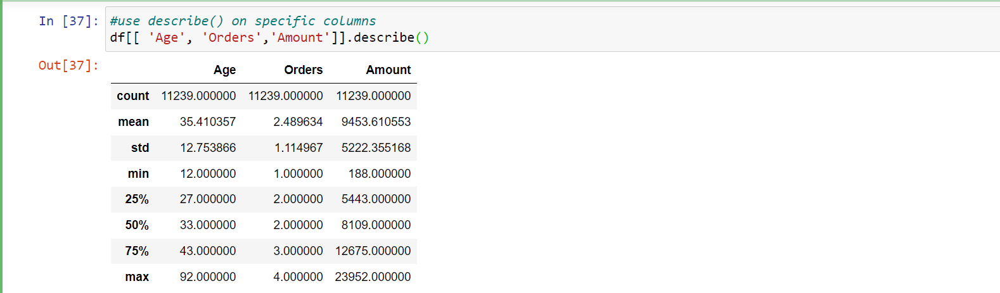 In [37]: #use describe() on specific columns
df[[ 'Age', 'Orders','Amount']].describe()
Out[37]:
Age Orders Amount
count 11239.000000 11239.000000 11239.000000
mean 35.410357 2.489634 9453.610553
std 12.753866 1.114967 5222.355168
min 12.000000 1.000000 188.000000
25% 27.000000 2.000000 5443.000000
50% 33.000000 2.000000 8109.000000
75% 43.000000 3.000000 12675.000000
max 92.000000 4.000000 23952.000000